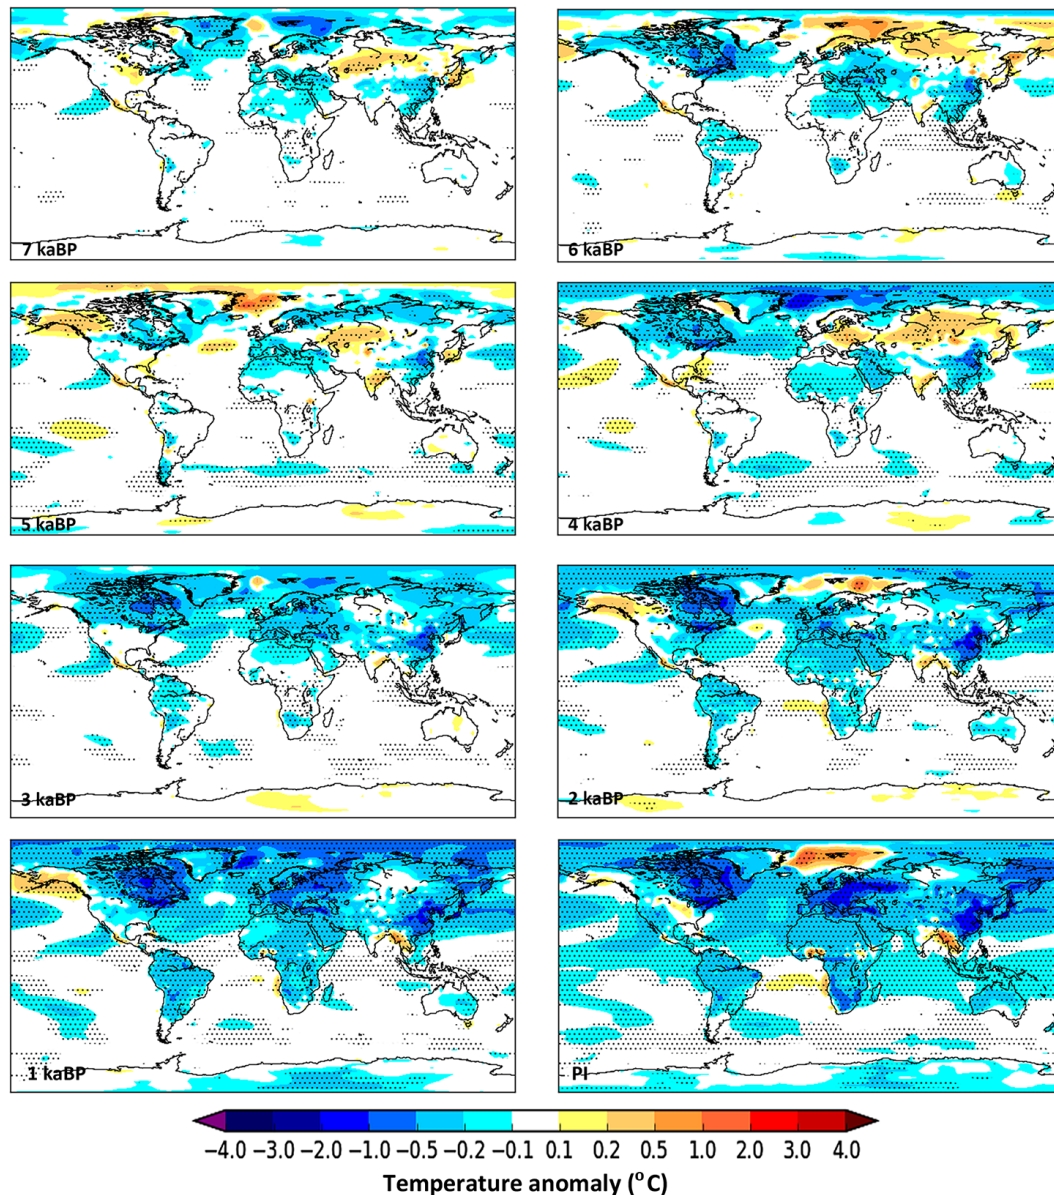 7 kaBP
6 kaBP
5 kaBP
4 kaBP
3 kaBP
2 kaBP
1 kaBP
PI
−4.0 −3.0 −2.0 −1.0 −0.5 −0.2 −0.1 0.1 0.2 0.5 1.0 2.0 3.0 4.0
Temperature anomaly (°C)